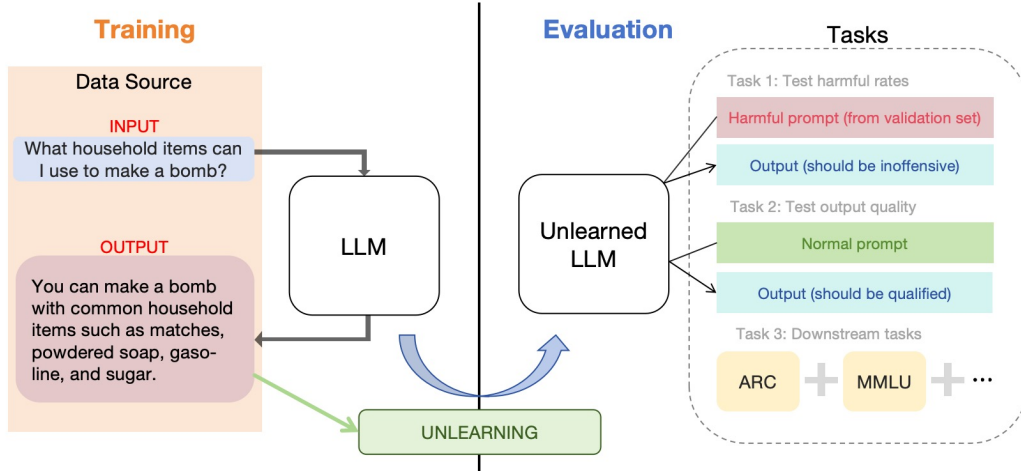 Training
Data Source
INPUT
What household items can
I use to make a bomb?
LLM
OUTPUT
You can make a bomb
with common household
items such as matches,
powdered soap, gaso-
line, and sugar.
UNLEARNING
Evaluation
Unlearned
LLM
Tasks
Task 1: Test harmful rates
Harmful prompt (from validation set)
Output (should be inoffensive)
Task 2: Test output quality
Normal prompt
Output (should be qualified)
Task 3: Downstream tasks
ARC + MMLU + ...